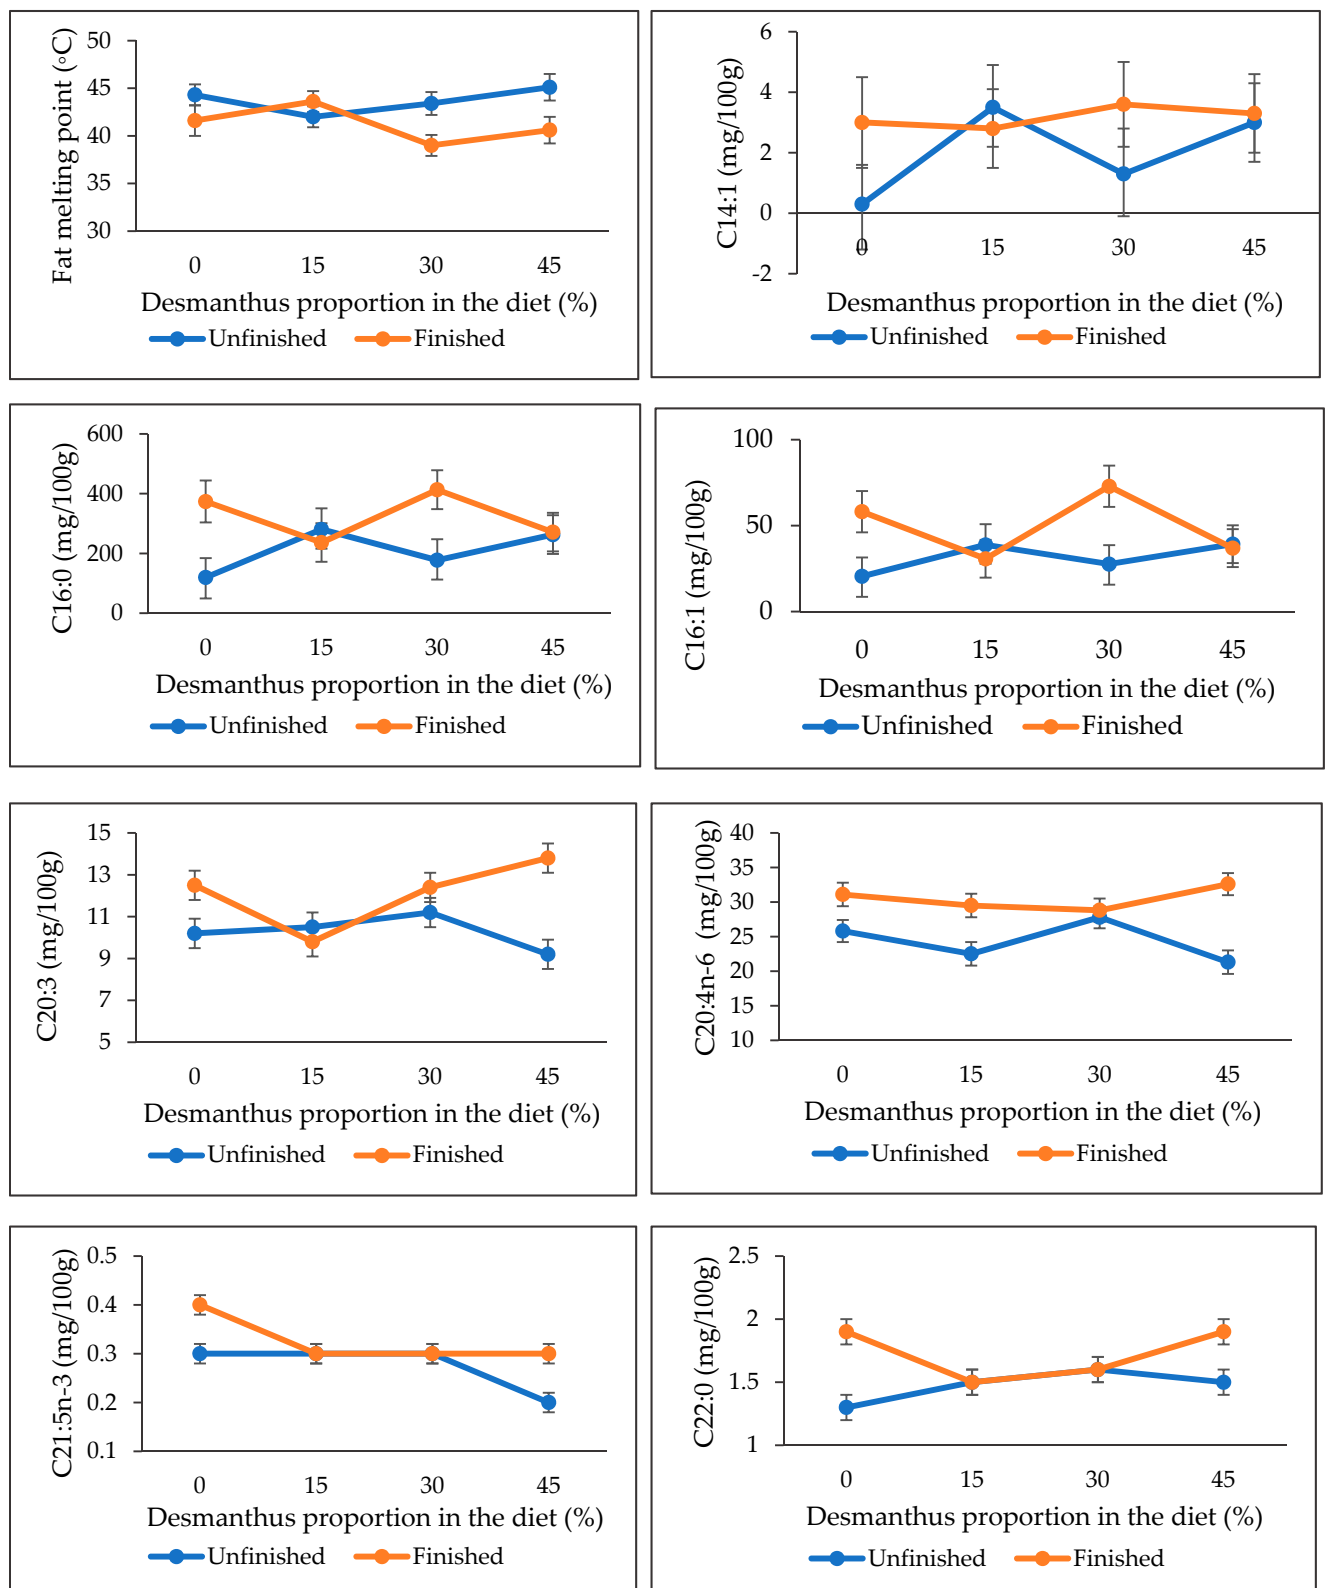 Fat melting point (°C)
50
45
40
35
30
0 15 30 45
Desmanthus proportion in the diet (%)
Unfinished Finished
C14:1 (mg/100g)
6
4
2
0
-2
0 15 30 45
Desmanthus proportion in the diet (%)
Unfinished Finished
C16:0 (mg/100g)
600
400
200
0
0 15 30 45
Desmanthus proportion in the diet (%)
Unfinished Finished
C16:1 (mg/100g)
100
50
0
0 15 30 45
Desmanthus proportion in the diet (%)
Unfinished Finished
C20:3 (mg/100g)
15
13
11
9
7
5
0 15 30 45
Desmanthus proportion in the diet (%)
Unfinished Finished
C20:4n-6 (mg/100g)
40
35
30
25
20
15
10
0 15 30 45
Desmanthus proportion in the diet (%)
Unfinished Finished
C21:5n-3 (mg/100g)
0.5
0.4
0.3
0.2
0.1
0 15 30 45
Desmanthus proportion in the diet (%)
Unfinished Finished
C22:0 (mg/100g)
2.5
2
1.5
1
0 15 30 45
Desmanthus proportion in the diet (%)
Unfinished Finished